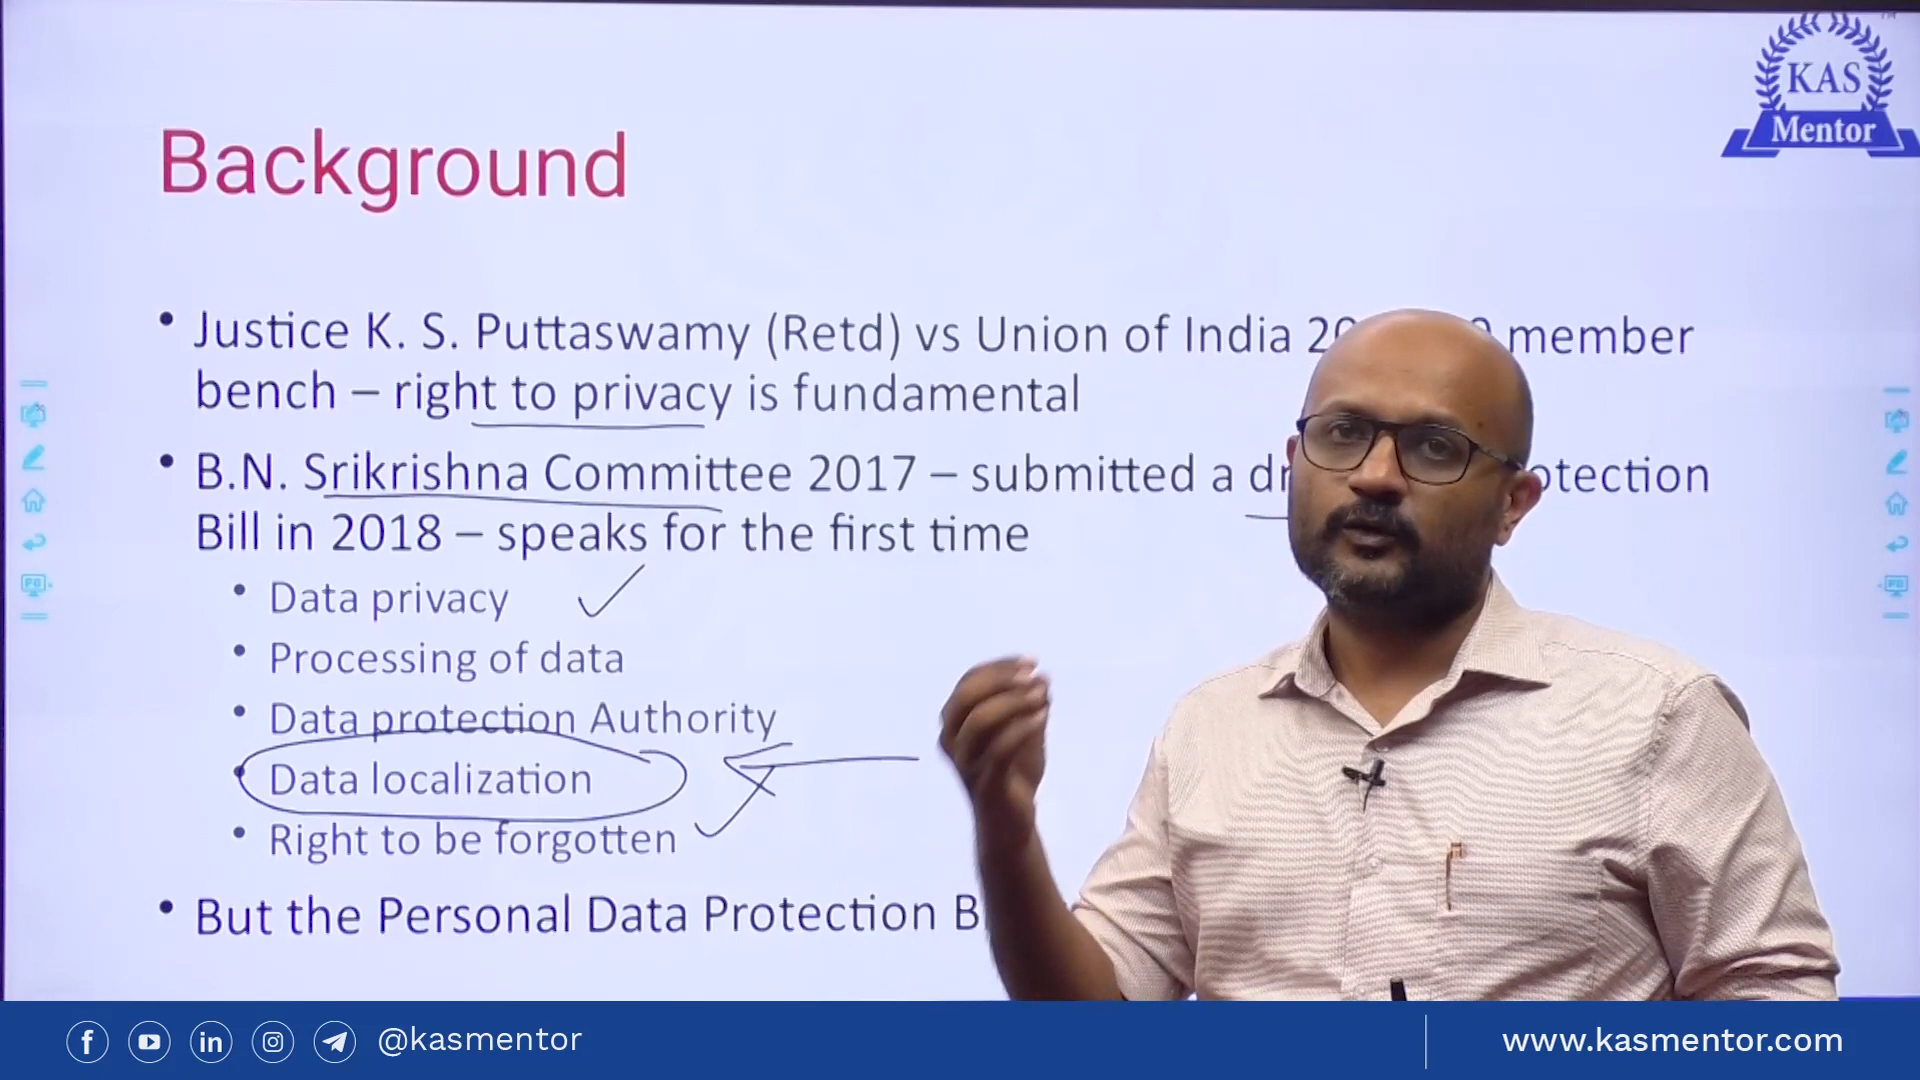 KAS
Mentor
Background
• Justice K. S. Puttaswamy (Retd) vs Union of India member
bench – right to privacy is fundamental
• B.N. Srikrishna Committee 2017 – submitted a
Bill in 2018 – speaks for the first time
• Data privacy
• Processing of data
• Data protection Authority
• Data localization
• Right to be forgotten
• But the Personal Data Protection
@kasmentor
www.kasmentor.com